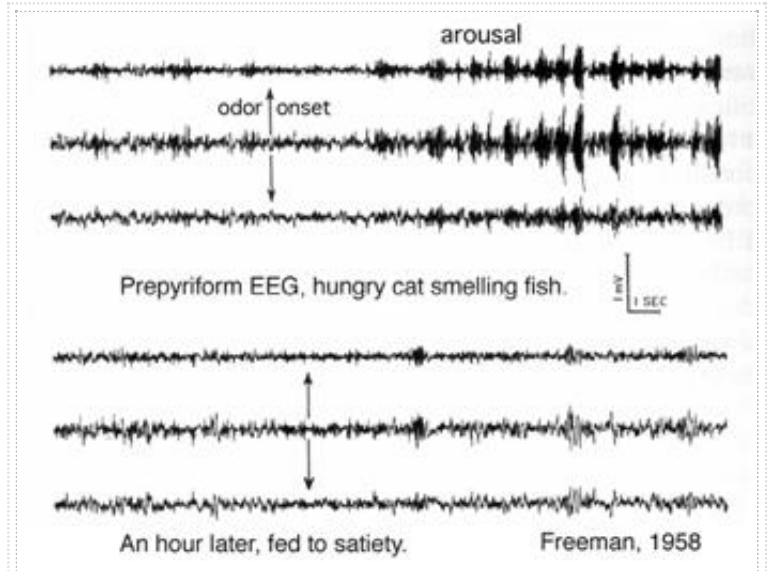 arousal
odor onset
Prepyriform EEG, hungry cat smelling fish.
1 mV
1 SEC
An hour later, fed to satiety.
Freeman, 1958